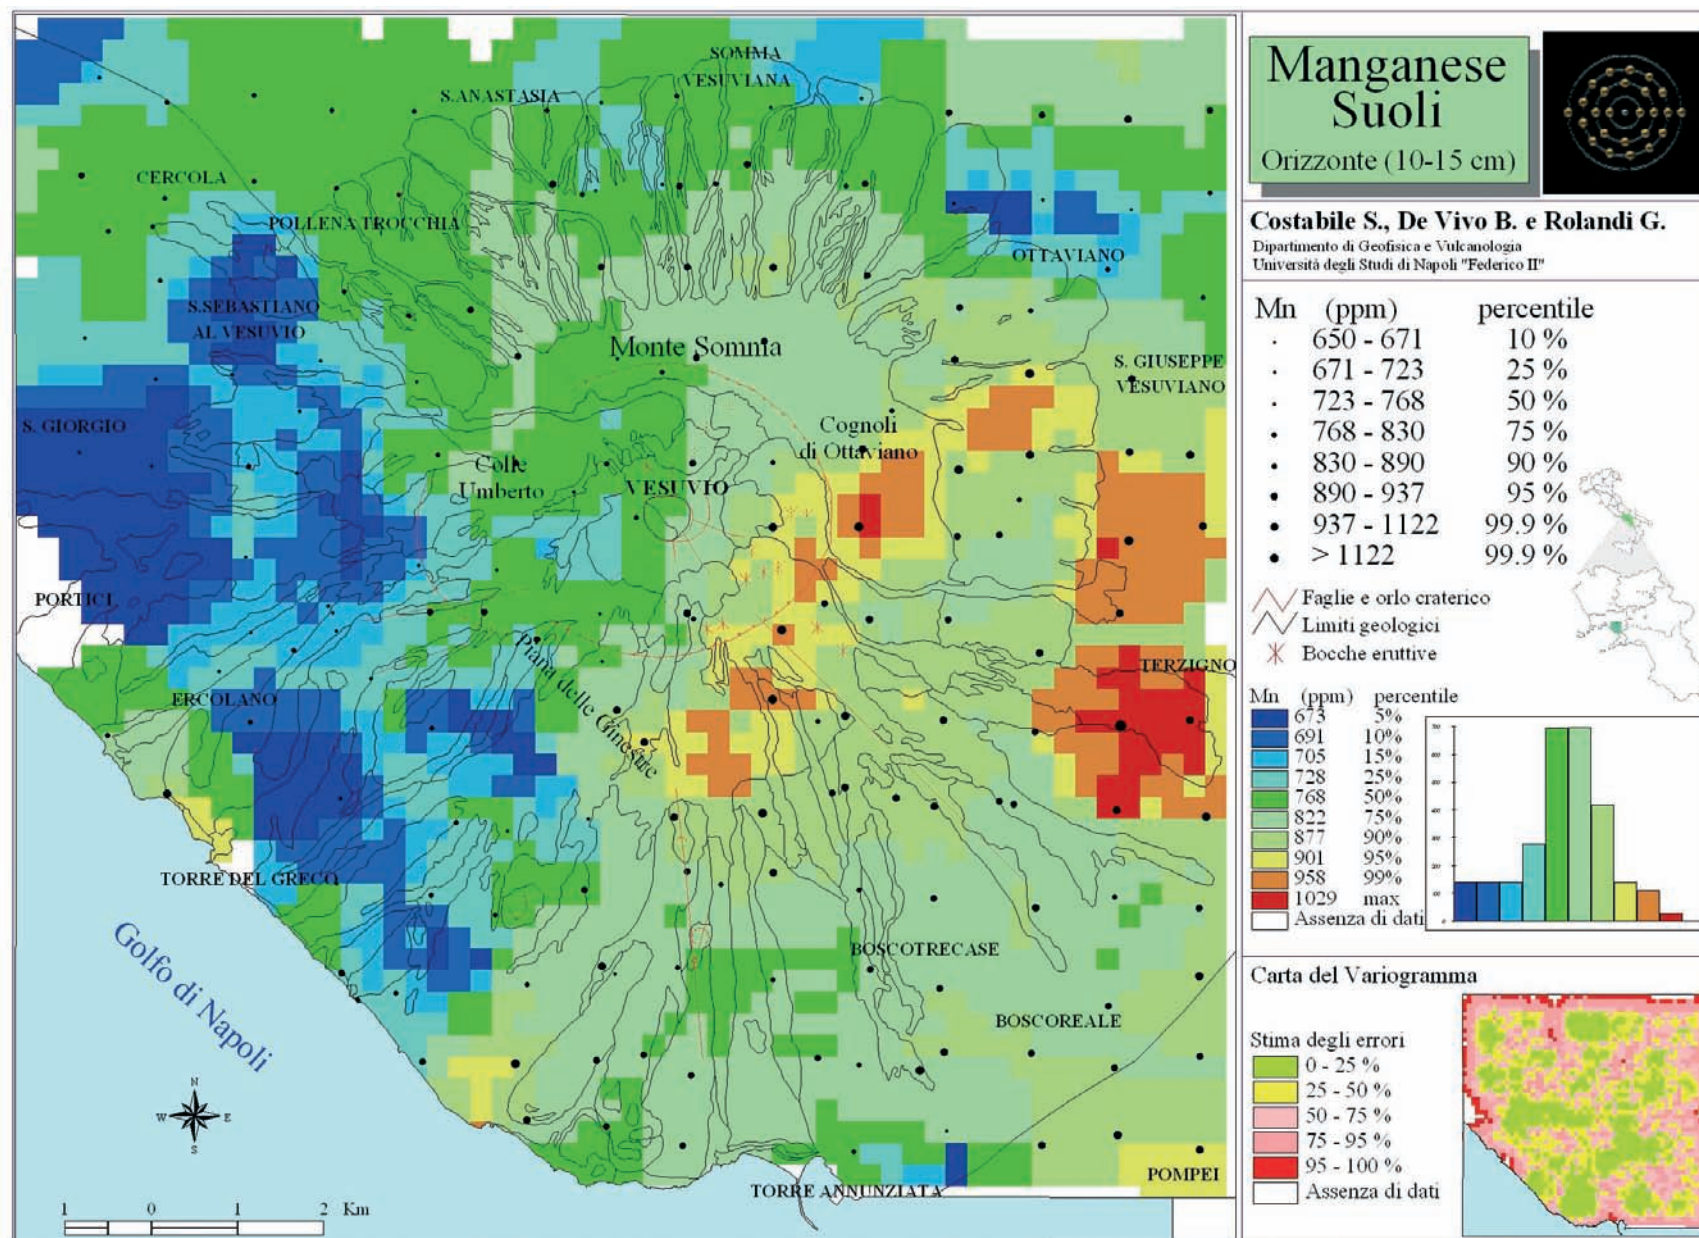 SOMMA
VESUVIANA
S.ANASTASIA
CERCOLA
POLLENA TROCCHIA
OTTAVIANO
S.SEBASTIANO
AL VESUVIO
Monte Somma
S. GIUSEPPE
VESUVIANO
S. GIORGIO
Cognoli
di Ottaviano
Colle
Umberto
VESUVIO
PORTICI
Piana delle Ginestre
TERZIGNO
ERCOLANO
TORRE DEL GRECO
Golfo di Napoli
BOSCOTRECASE
BOSCOREALE
POMPEI
TORRE ANNUNZIATA
N
W E
S
1 0 1 2 Km
Manganese
Suoli
Orizzonte (10-15 cm)
Costabile S., De Vivo B. e Rolandi G.
Dipartimento di Geofisica e Vulcanologia
Università degli Studi di Napoli "Federico II"
Mn (ppm) percentile
650 - 671 10 %
671 - 723 25 %
723 - 768 50 %
768 - 830 75 %
830 - 890 90 %
890 - 937 95 %
937 - 1122 99.9 %
> 1122 99.9 %
Faglie e orlo craterico
Limiti geologici
Bocche eruttive
Mn (ppm) percentile
673 5%
691 10%
705 15%
728 25%
768 50%
822 75%
877 90%
901 95%
958 99%
1029 max
Assenza di dati
Carta del Variogramma
Stima degli errori
0 - 25 %
25 - 50 %
50 - 75 %
75 - 95 %
95 - 100 %
Assenza di dati